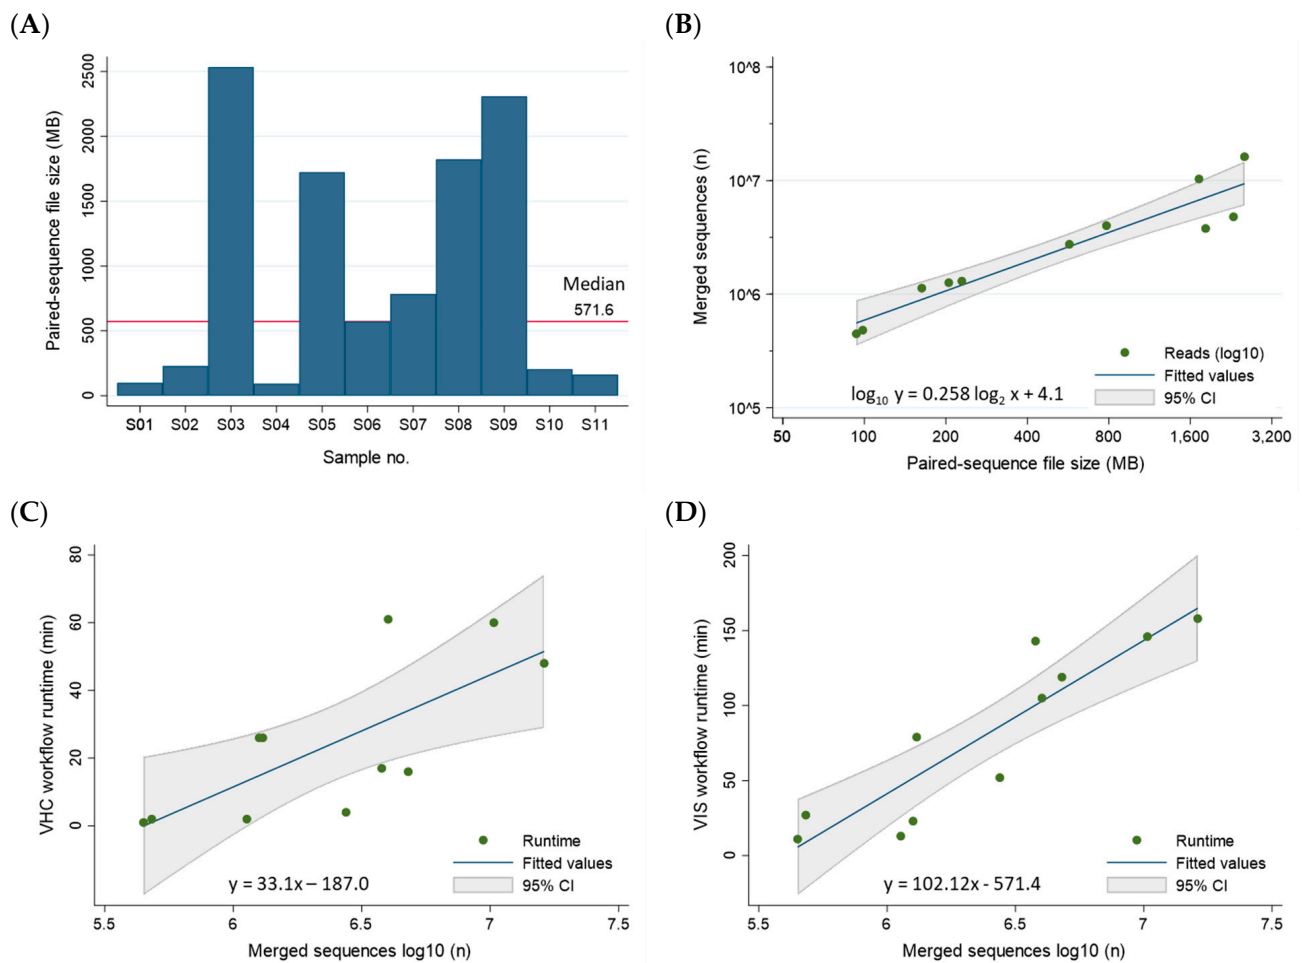 (A)
Paired-sequence file size (MB)
2500
2000
1500
1000
500
0
Median
571.6
S01 S02 S03 S04 S05 S06 S07 S08 S09 S10 S11
Sample no.
(B)
Merged sequences (n)
10^8
10^7
10^6
10^5
Reads (log10)
Fitted values
95% CI
log₁₀ y = 0.258 log₂ x + 4.1
50 100 200 400 800 1,600 3,200
Paired-sequence file size (MB)
(C)
VHC workflow runtime (min)
80
60
40
20
0
Runtime
Fitted values
95% CI
y = 33.1x – 187.0
5.5 6 6.5 7 7.5
Merged sequences log10 (n)
(D)
VIS workflow runtime (min)
200
150
100
50
0
Runtime
Fitted values
95% CI
y = 102.12x - 571.4
5.5 6 6.5 7 7.5
Merged sequences log10 (n)